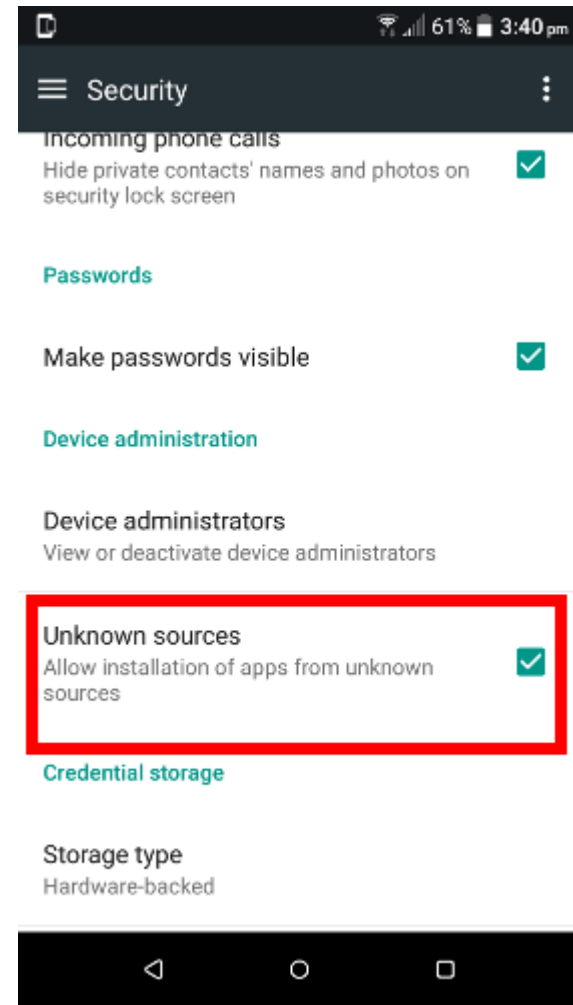 61% 3:40 pm
Security
Incoming phone calls
Hide private contacts' names and photos on
security lock screen
Passwords
Make passwords visible
Device administration
Device administrators
View or deactivate device administrators
Unknown sources
Allow installation of apps from unknown
sources
Credential storage
Storage type
Hardware-backed